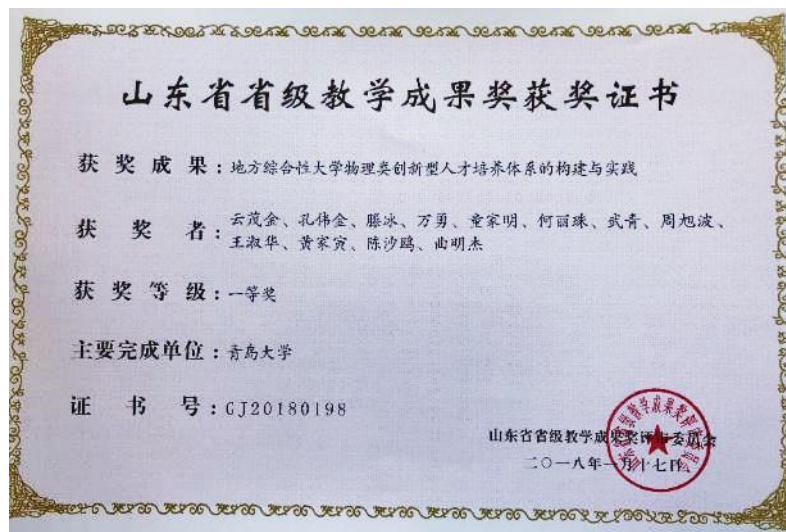 山东省省级教学成果奖获奖证书
获奖成果：地方综合性大学物理类创新型人才培养体系的构建与实践
获奖者：云茂金、孔伟金、滕冰、万勇、童家明、何丽珠、武青、周旭波、
王淑华、黄家寅、陈沙鸥、曲明杰
获奖等级：一等奖
主要完成单位：青岛大学
证书号：GJ20180198
山东省省级教学成果奖评审委员会
二〇一八年一月十七日